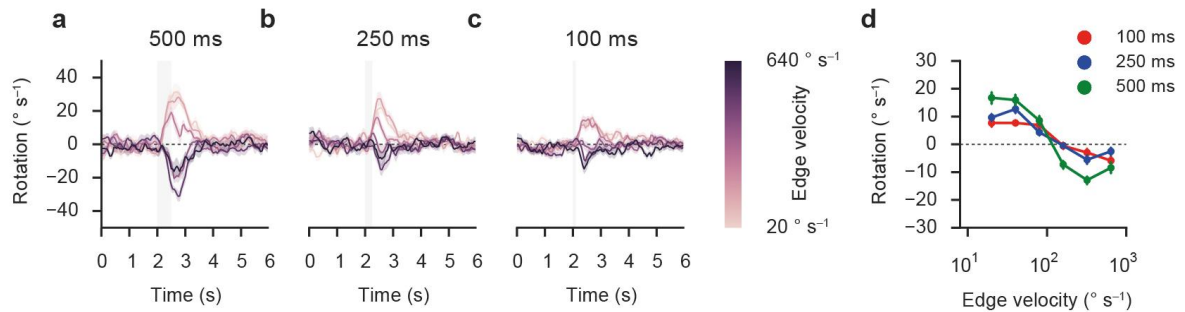 a
500 ms
Rotation (° s⁻¹)
40
20
0
−20
−40
0 1 2 3 4 5 6
Time (s)
b
250 ms
0 1 2 3 4 5 6
Time (s)
c
100 ms
0 1 2 3 4 5 6
Time (s)
640 ° s⁻¹
Edge velocity
20 ° s⁻¹
d
100 ms
250 ms
500 ms
Rotation (° s⁻¹)
30
20
10
0
−10
−20
−30
10¹ 10² 10³
Edge velocity (° s⁻¹)